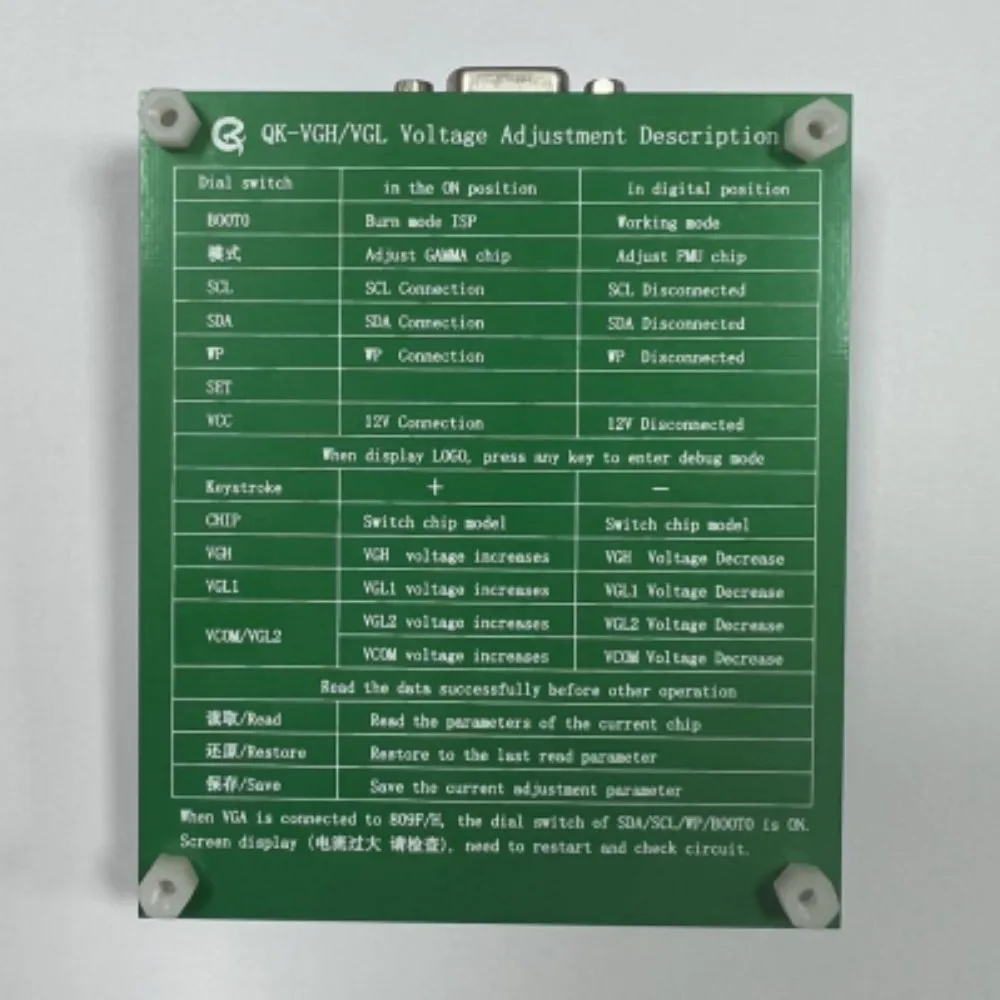 QK-VGH/VGL Voltage Adjustment Description
Dial switch in the ON position in digital position
BOOT0 Burn mode ISP Working mode
模式 Adjust GAMMA chip Adjust PMU chip
SCL SCL Connection SCL Disconnected
SDA SDA Connection SDA Disconnected
WP WP Connection WP Disconnected
SET
VCC 12V Connection 12V Disconnected
When display LOGO, press any key to enter debug mode
Keystroke + —
CHIP Switch chip model Switch chip model
VGH VGH voltage increases VGH Voltage Decrease
VGL1 VGL1 voltage increases VGL1 Voltage Decrease
VCOM/VGL2 VGL2 voltage increases VGL2 Voltage Decrease
VCOM voltage increases VCOM Voltage Decrease
Read the data successfully before other operation
读取/Read Read the parameters of the current chip
还原/Restore Restore to the last read parameter
保存/Save Save the current adjustment parameter
When VGA is connected to the dial switch of SDA/SCL/WP/BOOT0 is ON.
Screen display (电流过大 请检查), need to restart and check circuit.